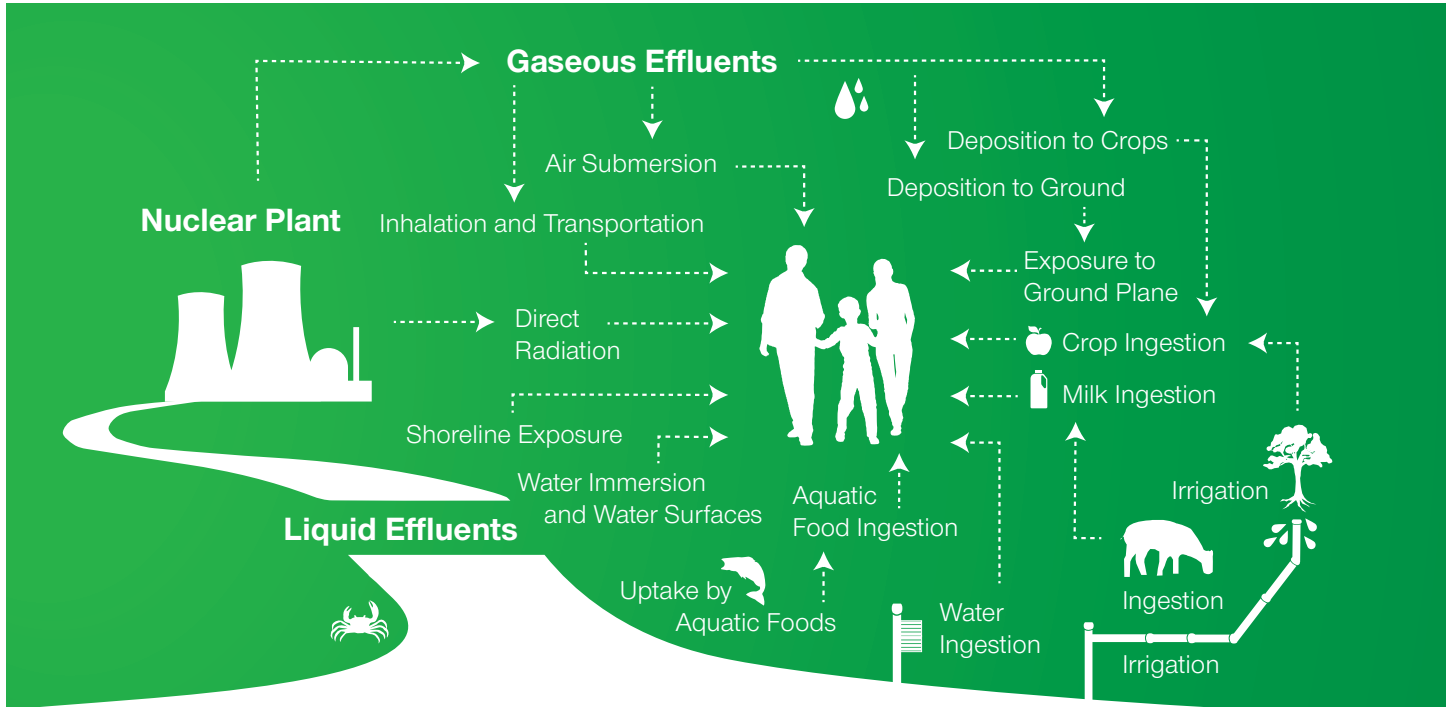 Gaseous Effluents
Air Submersion
Deposition to Crops
Deposition to Ground
Nuclear Plant
Inhalation and Transportation
Exposure to
Ground Plane
Direct
Radiation
Crop Ingestion
Milk Ingestion
Shoreline Exposure
Water Immersion
and Water Surfaces
Aquatic
Food Ingestion
Irrigation
Liquid Effluents
Uptake by
Aquatic Foods
Water
Ingestion
Ingestion
Irrigation